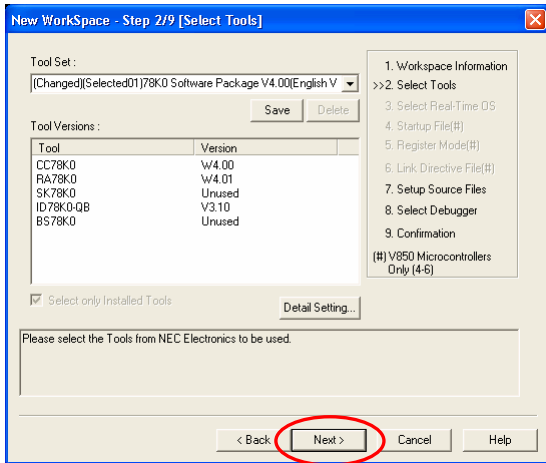 New WorkSpace - Step 2/9 [Select Tools]
Tool Set :
(Changed)(Selected01)78K0 Software Package V4.00(English V
Save
Delete
Tool Versions :
Tool Version
CC78K0 W4.00
RA78K0 W4.01
SK78K0 Unused
ID78K0-QB V3.10
BS78K0 Unused
Select only Installed Tools
Detail Setting...
1. Workspace Information
>>2. Select Tools
3. Select Real-Time OS
4. Startup File(#)
5. Register Mode(#)
6. Link Directive File(#)
7. Setup Source Files
8. Select Debugger
9. Confirmation
(#) V850 Microcontrollers
Only (4-6)
Please select the Tools from NEC Electronics to be used.
< Back
Next >
Cancel
Help